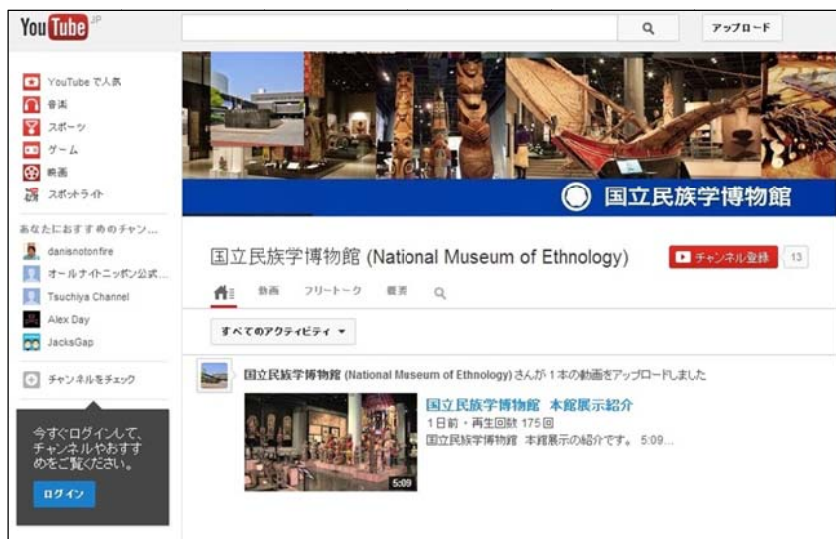 You Tube JP
アップロード
YouTube で人気
音楽
スポーツ
ゲーム
映画
スポットライト
あなたにおすすめのチャン...
danisnotonfire
オールナイトニッポン公式...
Tsuchiya Channel
Alex Day
JacksGap
チャンネルをチェック
今すぐログインして、
チャンネルやおすす
めをご覧ください。
ログイン
国立民族学博物館
国立民族学博物館 (National Museum of Ethnology)
チャンネル登録 13
動画 フリートーク 概要
すべてのアクティビティ
国立民族学博物館 (National Museum of Ethnology) さんが 1 本の動画をアップロードしました
国立民族学博物館 本館展示紹介
1日前・再生回数 175 回
国立民族学博物館 本館展示の紹介です。 5:09...
5:09